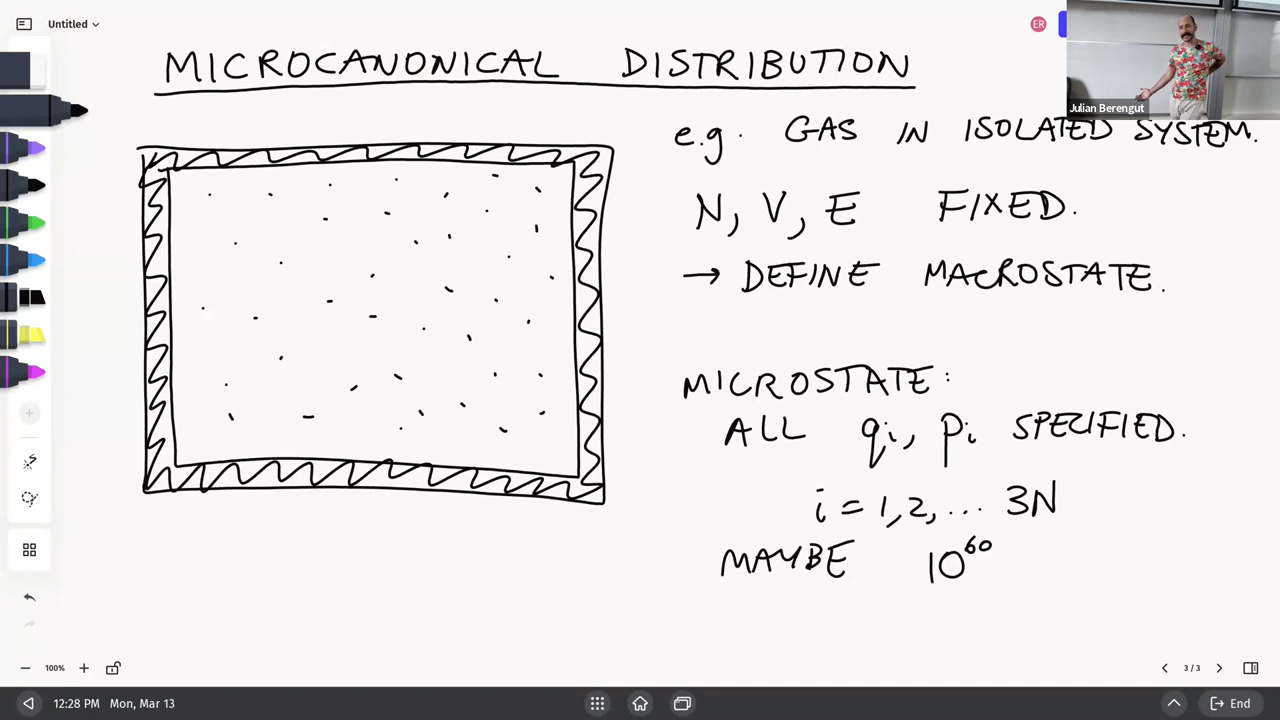 Untitled
MICROCANONICAL DISTRIBUTION
ER
Julian Berengut
e.g. GAS IN ISOLATED SYSTEM.
N, V, E FIXED.
→ DEFINE MACROSTATE.
MICROSTATE:
ALL qi, pi SPECIFIED.
i = 1,2,... 3N
MAYBE 10^60
100%
3/3
12:28 PM Mon, Mar 13
End